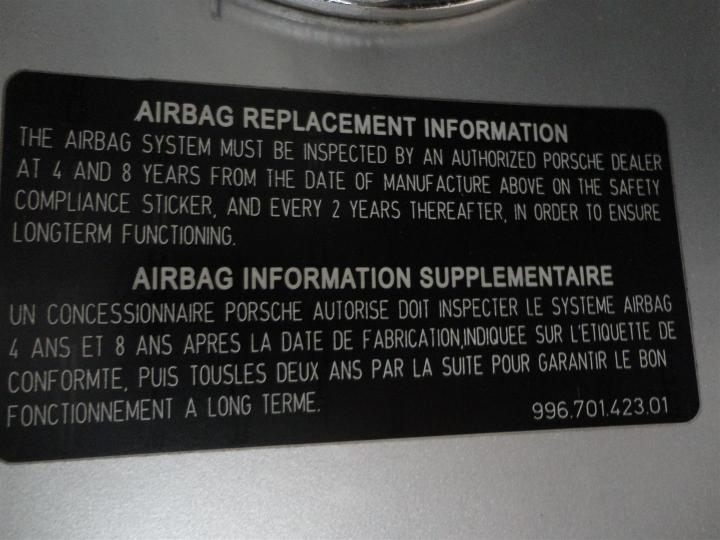 AIRBAG REPLACEMENT INFORMATION
THE AIRBAG SYSTEM MUST BE INSPECTED BY AN AUTHORIZED PORSCHE DEALER
AT 4 AND 8 YEARS FROM THE DATE OF MANUFACTURE ABOVE ON THE SAFETY
COMPLIANCE STICKER, AND EVERY 2 YEARS THEREAFTER, IN ORDER TO ENSURE
LONGTERM FUNCTIONING.
AIRBAG INFORMATION SUPPLEMENTAIRE
UN CONCESSIONNAIRE PORSCHE AUTORISE DOIT INSPECTER LE SYSTEME AIRBAG
4 ANS ET 8 ANS APRES LA DATE DE FABRICATION,INDIQUEE SUR L'ETIQUETTE DE
CONFORMTE, PUIS TOUSLES DEUX ANS PAR LA SUITE POUR GARANTIR LE BON
FONCTIONNEMENT A LONG TERME.
996.701.423.01